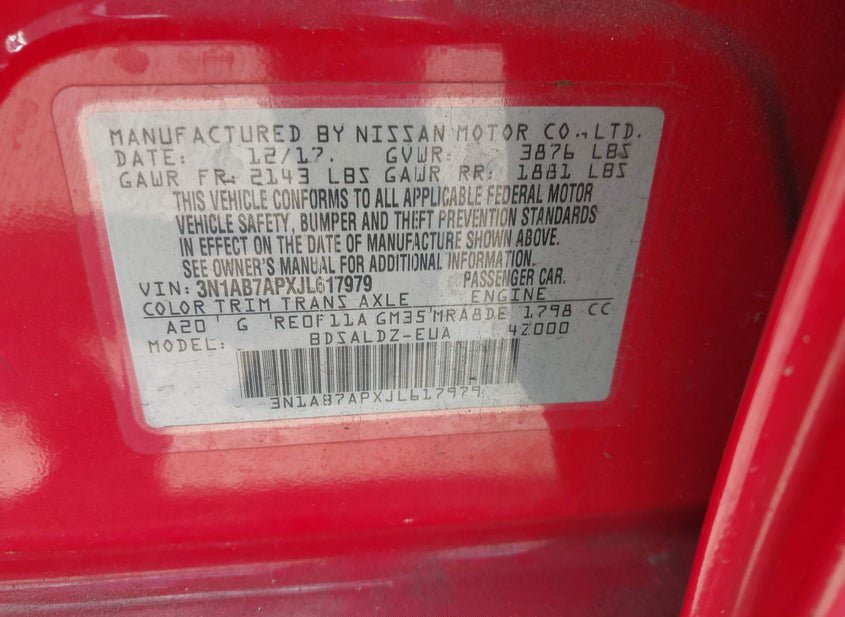 MANUFACTURED BY NISSAN MOTOR CO., LTD.
DATE: 12/17. GVWR: 3876 LBS
GAWR FR: 2143 LBS GAWR RR: 1881 LBS
THIS VEHICLE CONFORMS TO ALL APPLICABLE FEDERAL MOTOR
VEHICLE SAFETY, BUMPER AND THEFT PREVENTION STANDARDS
IN EFFECT ON THE DATE OF MANUFACTURE SHOWN ABOVE.
SEE OWNER'S MANUAL FOR ADDITIONAL INFORMATION.
VIN: 3N1AB7APXJL617979 PASSENGER CAR.
COLOR TRIM TRANS AXLE ENGINE
A20 G RE0F11A GM35 MRA8DE 1798 CC
MODEL: BDSALDZ-EUA 42000
3N1AB7APXJL617979